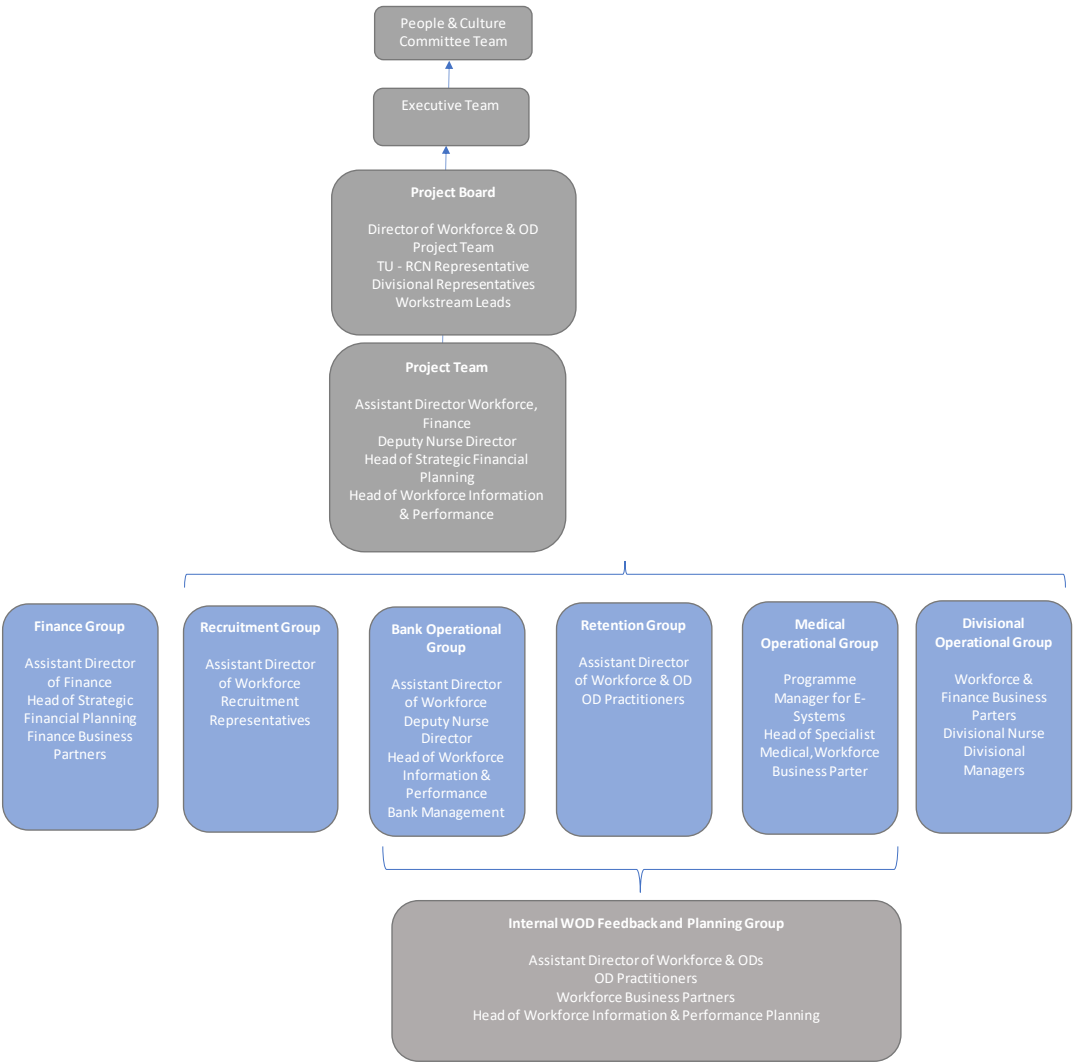 People & Culture
Committee Team
Executive Team
Project Board
Director of Workforce & OD
Project Team
TU - RCN Representative
Divisional Representatives
Workstream Leads
Project Team
Assistant Director Workforce,
Finance
Deputy Nurse Director
Head of Strategic Financial
Planning
Head of Workforce Information
& Performance
Finance Group
Assistant Director
of Finance
Head of Strategic
Financial Planning
Finance Business
Partners
Recruitment Group
Assistant Director
of Workforce
Recruitment
Representatives
Bank Operational
Group
Assistant Director
of Workforce
Deputy Nurse
Director
Head of Workforce
Information &
Performance
Bank Management
Retention Group
Assistant Director
of Workforce & OD
OD Practitioners
Medical
Operational Group
Programme
Manager for E-
Systems
Head of Specialist
Medical, Workforce
Business Parter
Divisional
Operational Group
Workforce &
Finance Business
Parters
Divisional Nurse
Divisional
Managers
Internal WOD Feedback and Planning Group
Assistant Director of Workforce & ODs
OD Practitioners
Workforce Business Partners
Head of Workforce Information & Performance Planning